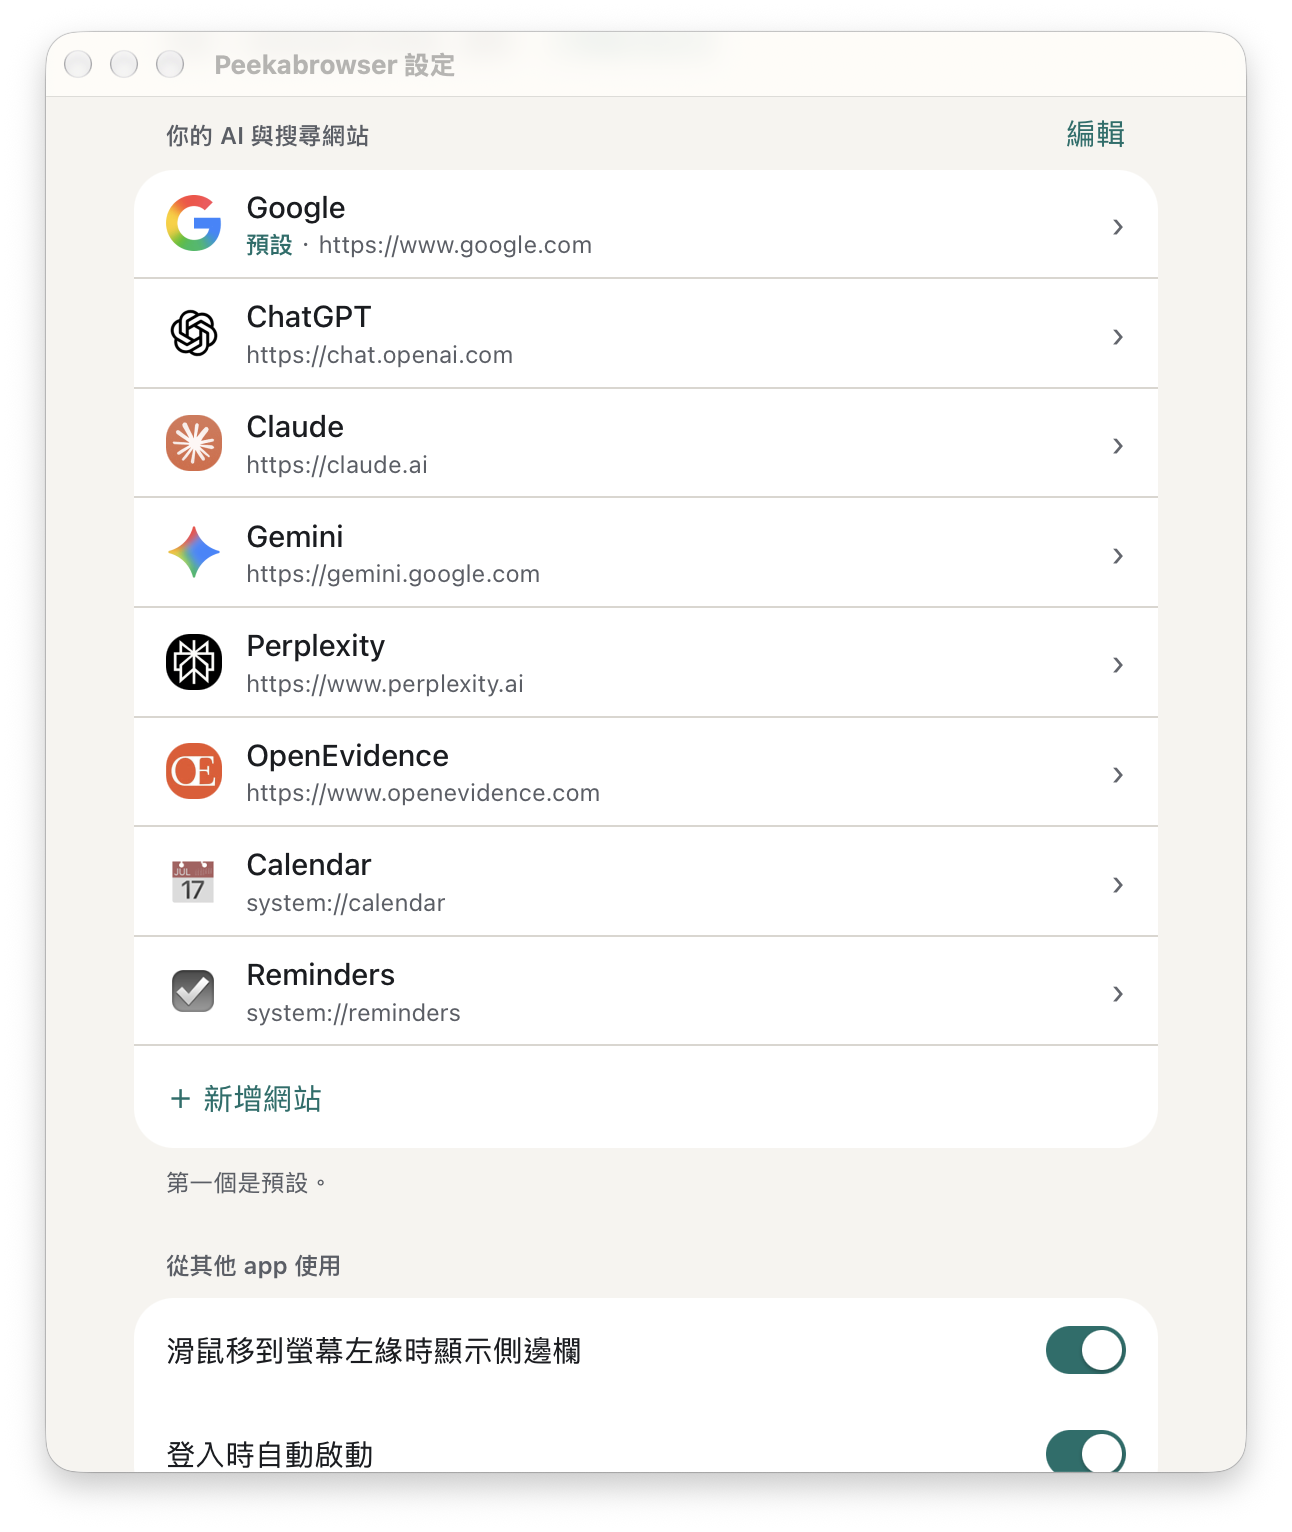 Peekabrowser 設定
你的 AI 與搜尋網站
編輯
Google
預設 · https://www.google.com
ChatGPT
https://chat.openai.com
Claude
https://claude.ai
Gemini
https://gemini.google.com
Perplexity
https://www.perplexity.ai
OpenEvidence
https://www.openevidence.com
JUL
17
Calendar
system://calendar
Reminders
system://reminders
+ 新增網站
第一個是預設。
從其他 app 使用
滑鼠移到螢幕左緣時顯示側邊欄
登入時自動啟動